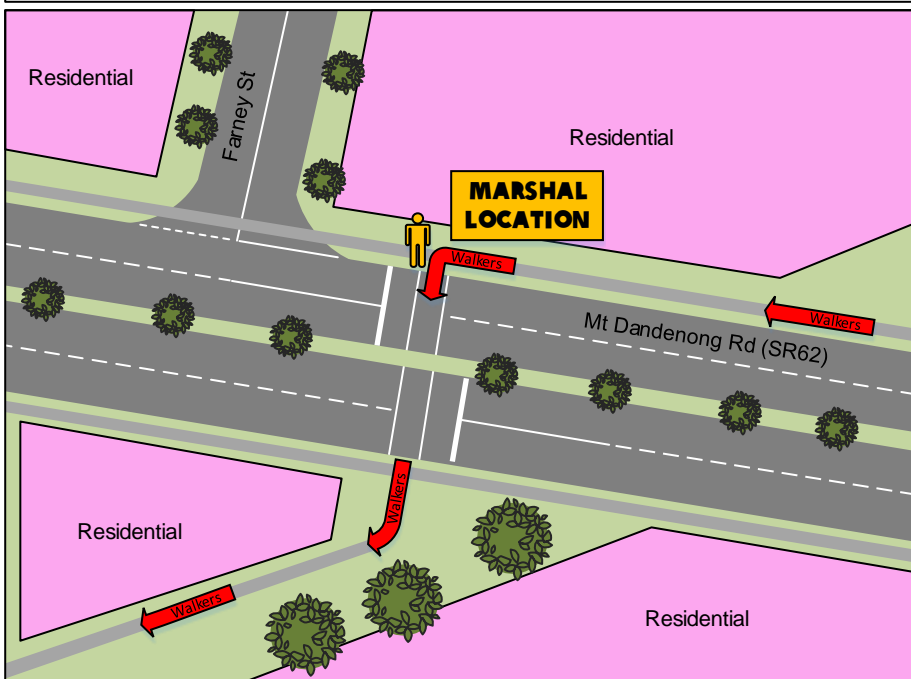 Residential
Farney St
Residential
MARSHAL
LOCATION
Walkers
Walkers
Mt Dandenong Rd (SR62)
Walkers
Residential
Walkers
Residential